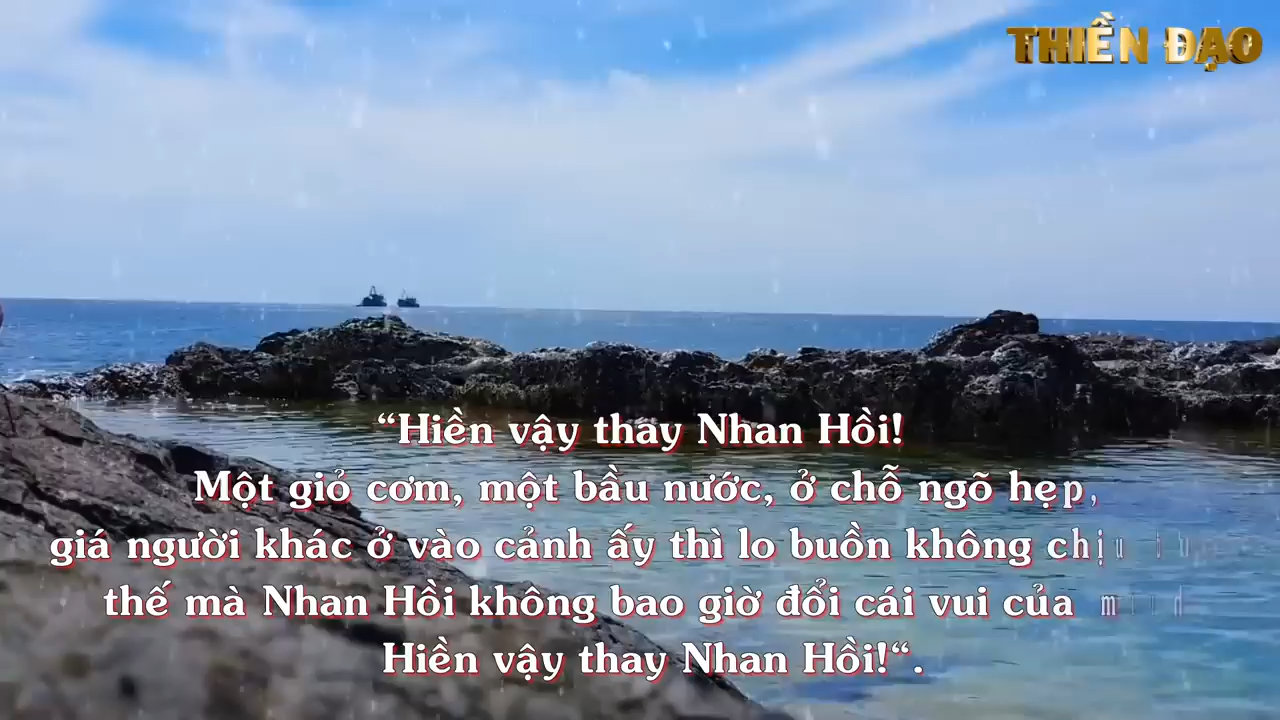 THIỀN ĐẠO
“Hiền vậy thay Nhan Hồi!
Một giỏ cơm, một bầu nước, ở chỗ ngõ hẹp,
giá người khác ở vào cảnh ấy thì lo buồn không chịu
thế mà Nhan Hồi không bao giờ đổi cái vui của
Hiền vậy thay Nhan Hồi!“.